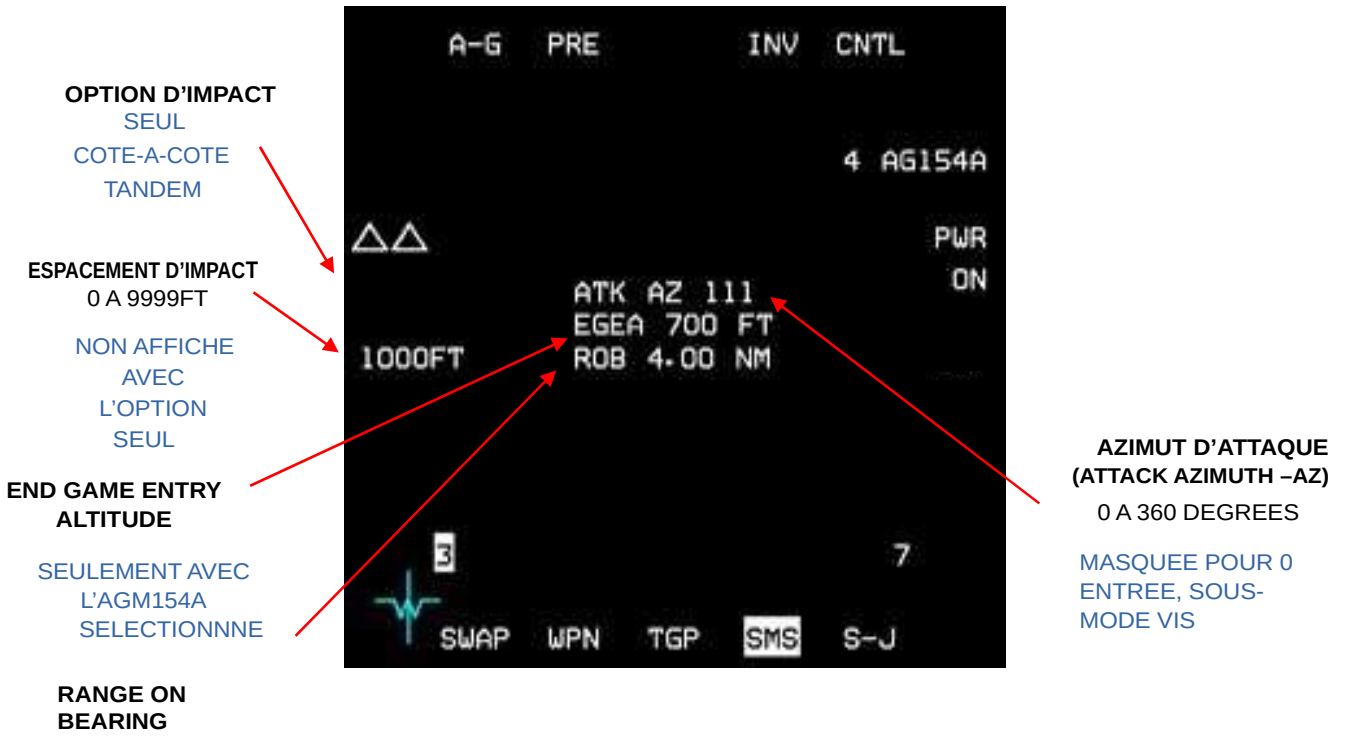 A-G PRE INV CNTL
OPTION D’IMPACT
SEUL
COTE-A-COTE
TANDEM
4 AG154A
PWR
ON
ESPACEMENT D’IMPACT
0 A 9999FT
NON AFFICHE
AVEC
L’OPTION
SEUL
ATK AZ 111
EGEA 700 FT
1000FT ROB 4.00 NM
AZIMUT D’ATTAQUE
(ATTACK AZIMUTH –AZ)
0 A 360 DEGREES
MASQUEE POUR 0
ENTREE, SOUS-
MODE VIS
END GAME ENTRY
ALTITUDE
SEULEMENT AVEC
L’AGM154A
SELECTIONNNE
3 7
SWAP WPN TGP SMS S-J
RANGE ON
BEARING